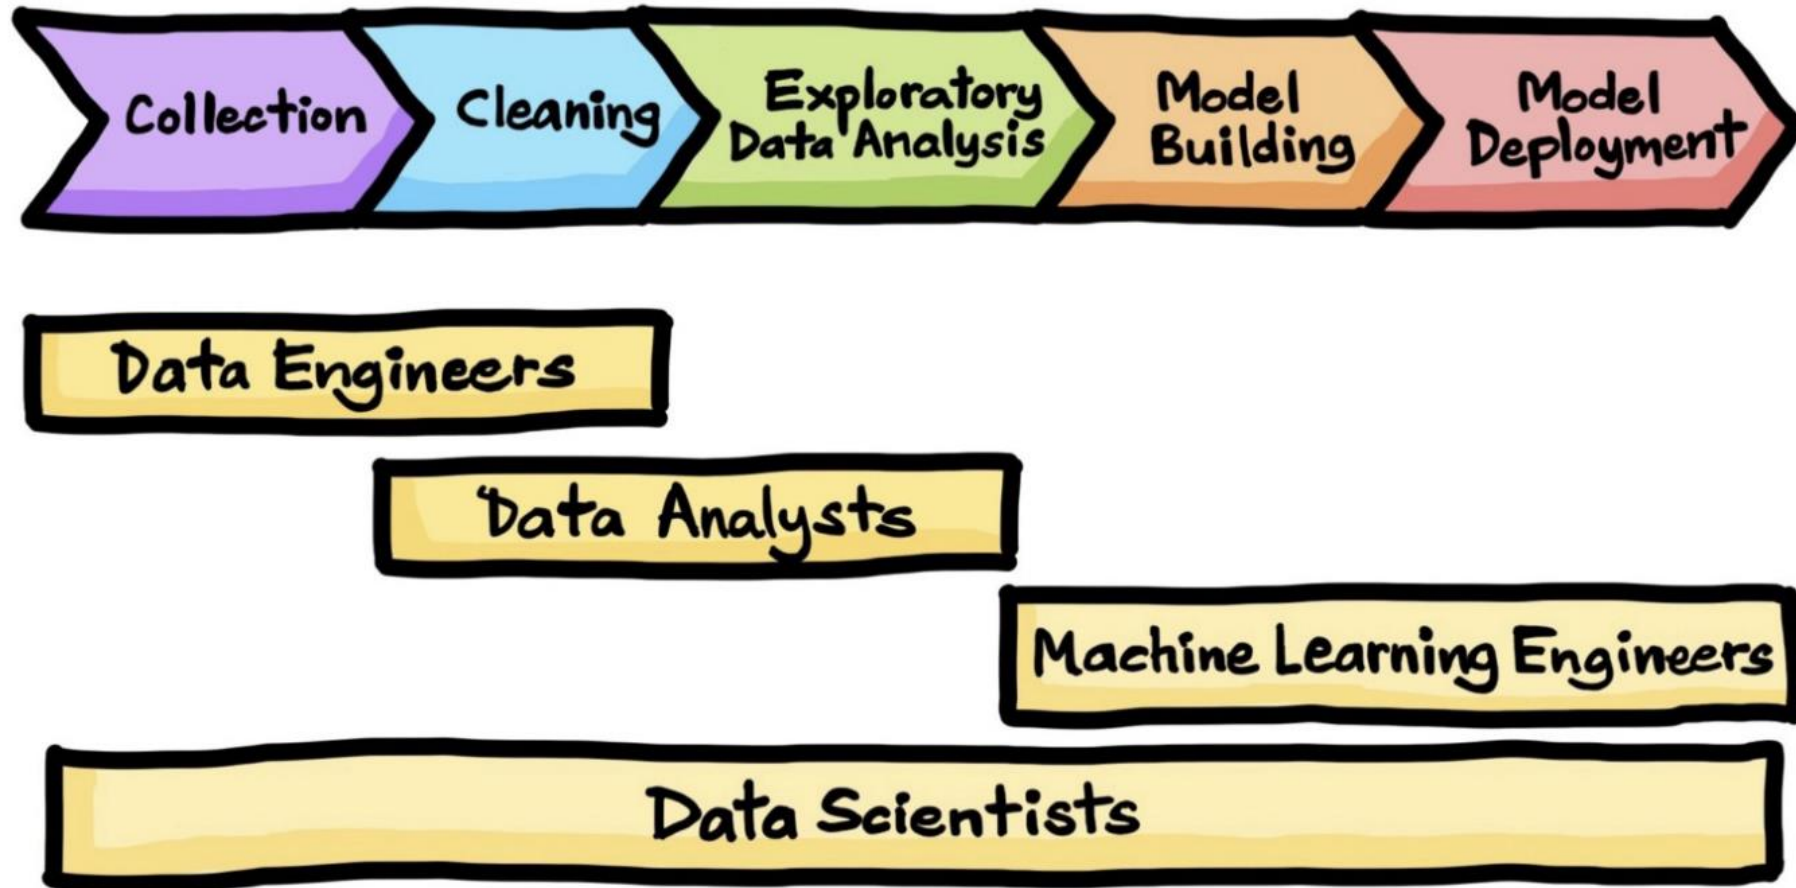 Collection
Cleaning
Exploratory
Data Analysis
Model
Building
Model
Deployment
Data Engineers
Data Analysts
Machine Learning Engineers
Data Scientists